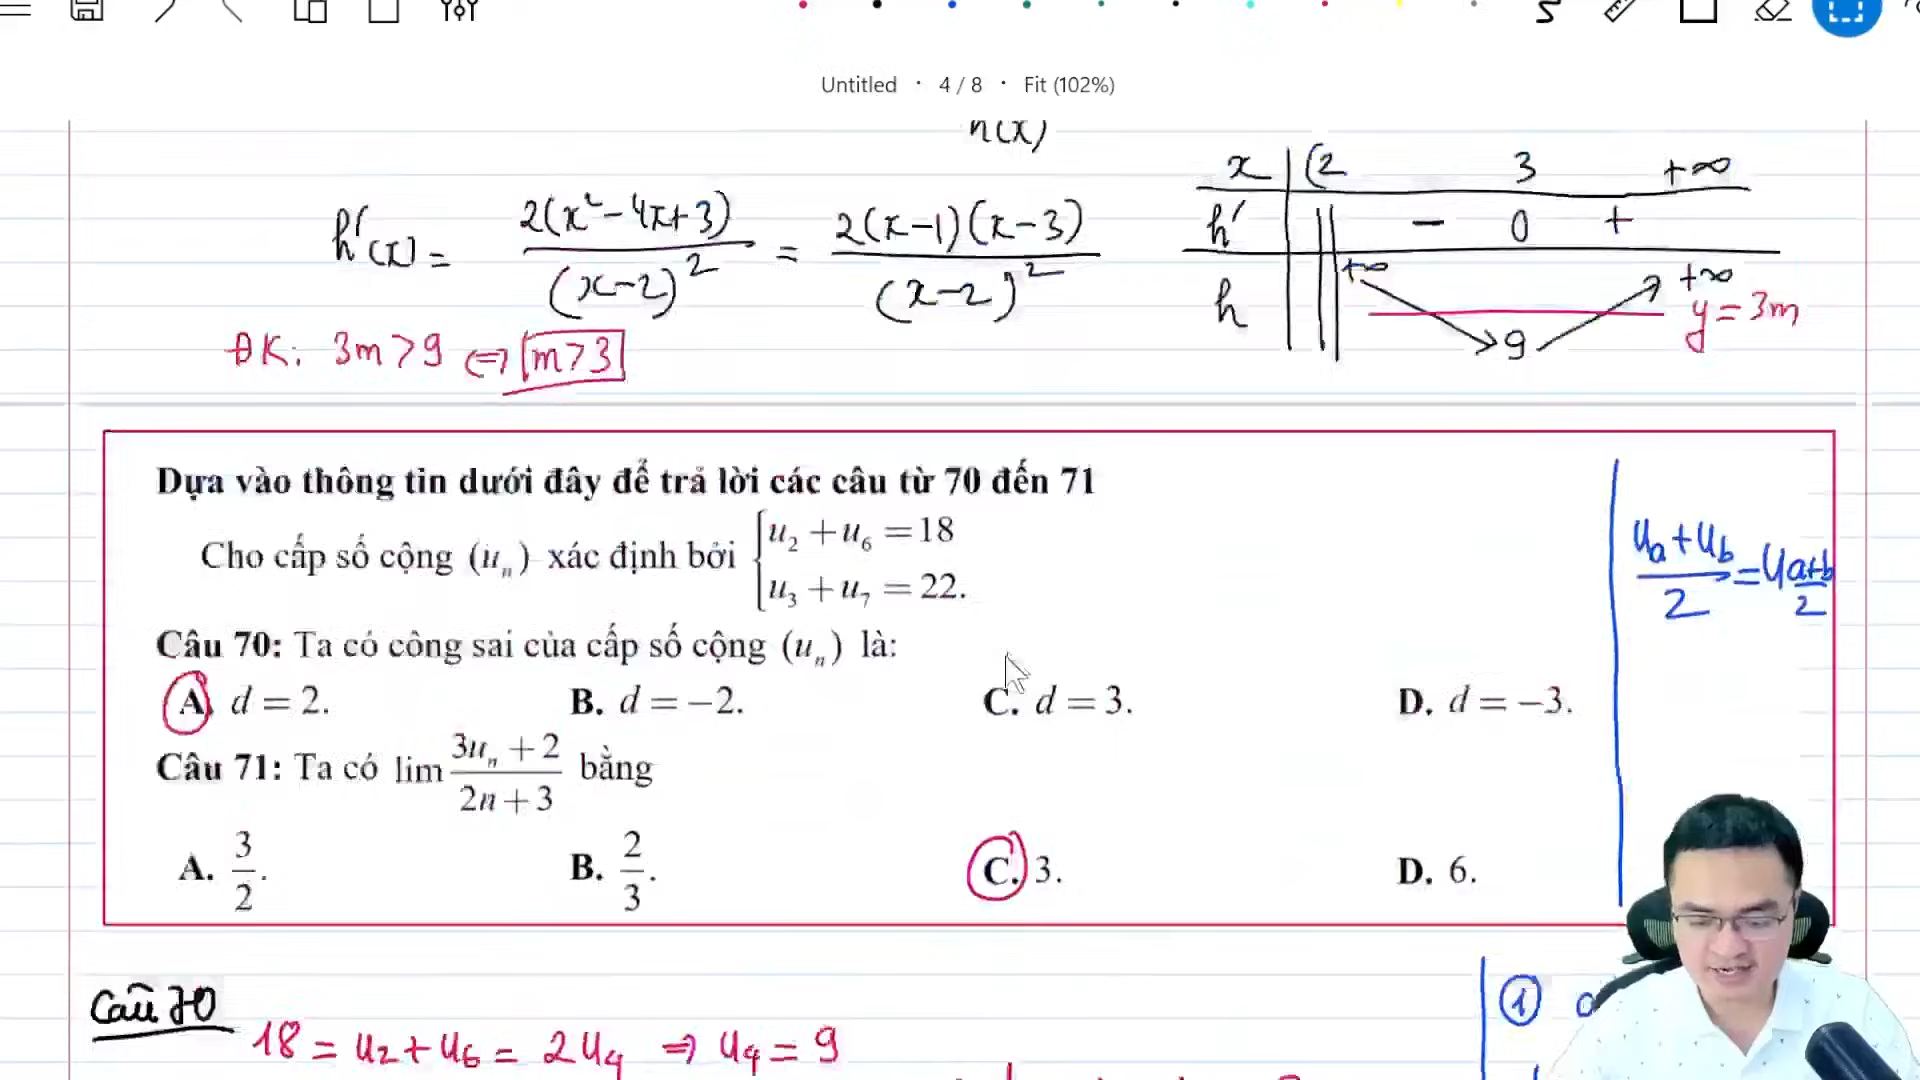 Untitled · 4 / 8 · Fit (102%)
h(x)
h'(x) = 2(x²-4x+3) / (x-2)² = 2(x-1)(x-3) / (x-2)²
x | (2 3 +∞
h' || - 0 +
h || +∞ 9 +∞
y = 3m
ĐK: 3m > 9 ⇔ m > 3
Dựa vào thông tin dưới đây để trả lời các câu từ 70 đến 71
Cho cấp số cộng (uₙ) xác định bởi { u₂ + u₆ = 18
u₃ + u₇ = 22.
(uₐ + u_b)/2 = u_(a+b)/2
Câu 70: Ta có công sai của cấp số cộng (uₙ) là:
A. d = 2. B. d = −2. C. d = 3. D. d = −3.
Câu 71: Ta có lim (3uₙ + 2)/(2n + 3) bằng
A. 3/2. B. 2/3. C. 3. D. 6.
Câu 70
18 = u₂ + u₆ = 2u₄ ⇒ u₄ = 9
①